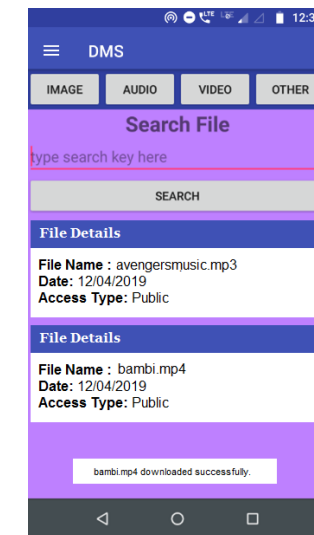 12:3
DMS
IMAGE AUDIO VIDEO OTHER
Search File
type search key here
SEARCH
File Details
File Name : avengersmusic.mp3
Date: 12/04/2019
Access Type: Public
File Details
File Name : bambi.mp4
Date: 12/04/2019
Access Type: Public
bambi.mp4 downloaded successfully.